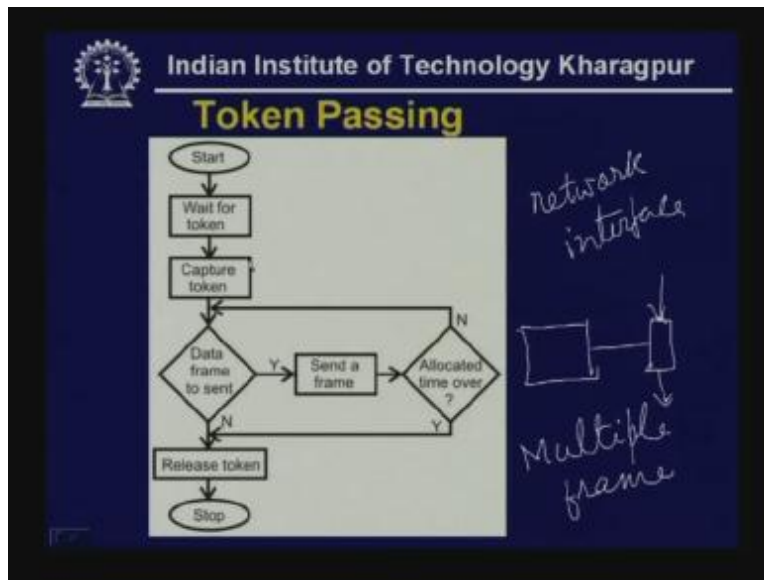 Indian Institute of Technology Kharagpur
Token Passing
Start
Wait for
token
Capture
token
Data
frame
to sent
Y
Send a
frame
Allocated
time over
?
N
N
Y
Release token
Stop
network
interface
Multiple
frame